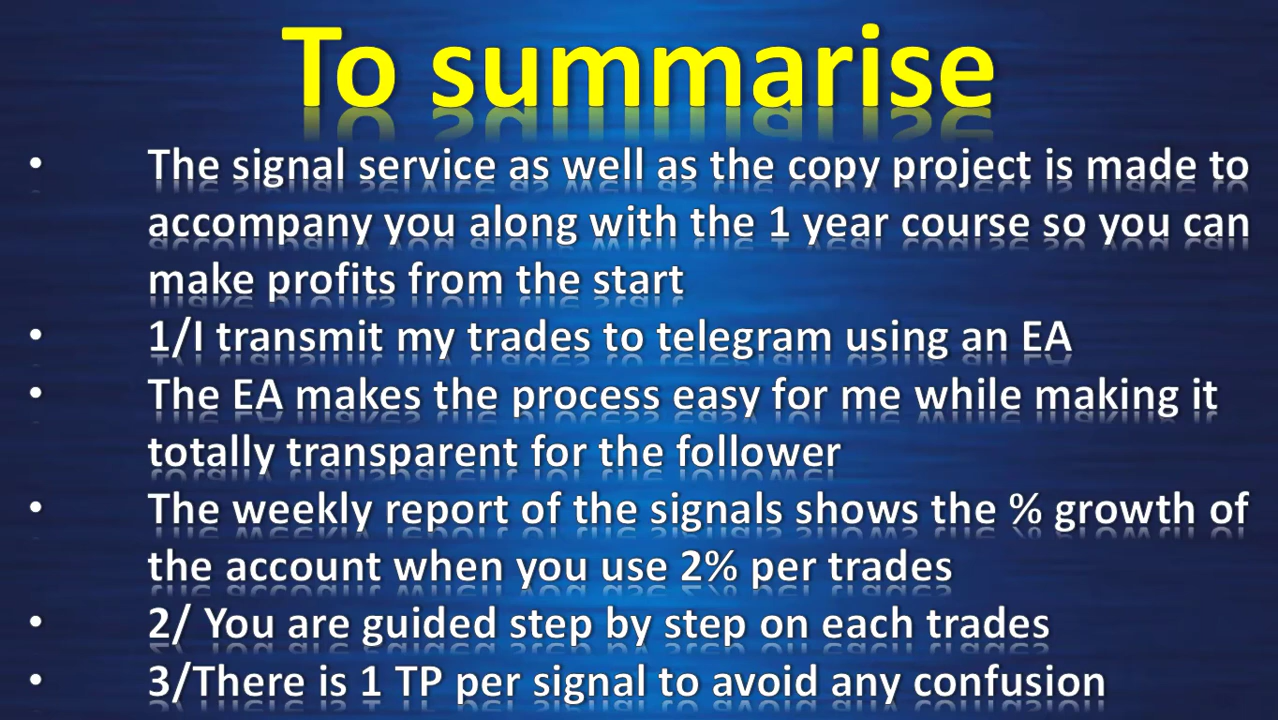 To summarise
• The signal service as well as the copy project is made to
accompany you along with the 1 year course so you can
make profits from the start
• 1/I transmit my trades to telegram using an EA
• The EA makes the process easy for me while making it
totally transparent for the follower
• The weekly report of the signals shows the % growth of
the account when you use 2% per trades
• 2/ You are guided step by step on each trades
• 3/There is 1 TP per signal to avoid any confusion